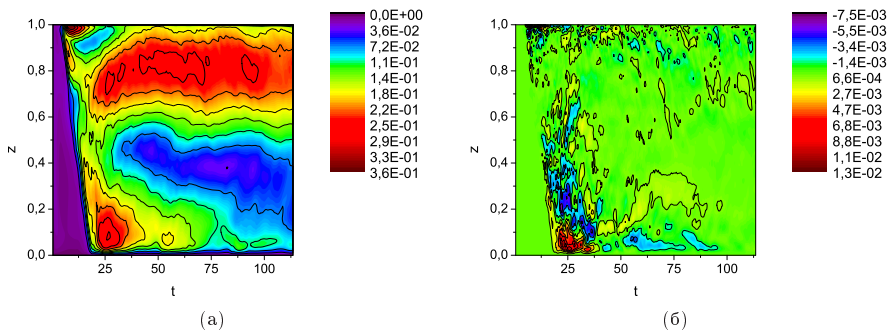 1,0
0,8
0,6
0,4
0,2
0,0
z
25
50
75
100
t
0,0E+00
3,6E-02
7,2E-02
1,1E-01
1,4E-01
1,8E-01
2,2E-01
2,5E-01
2,9E-01
3,3E-01
3,6E-01
(а)
1,0
0,8
0,6
0,4
0,2
0,0
z
25
50
75
100
t
-7,5E-03
-5,5E-03
-3,4E-03
-1,4E-03
6,6E-04
2,7E-03
4,7E-03
6,8E-03
8,8E-03
1,1E-02
1,3E-02
(б)